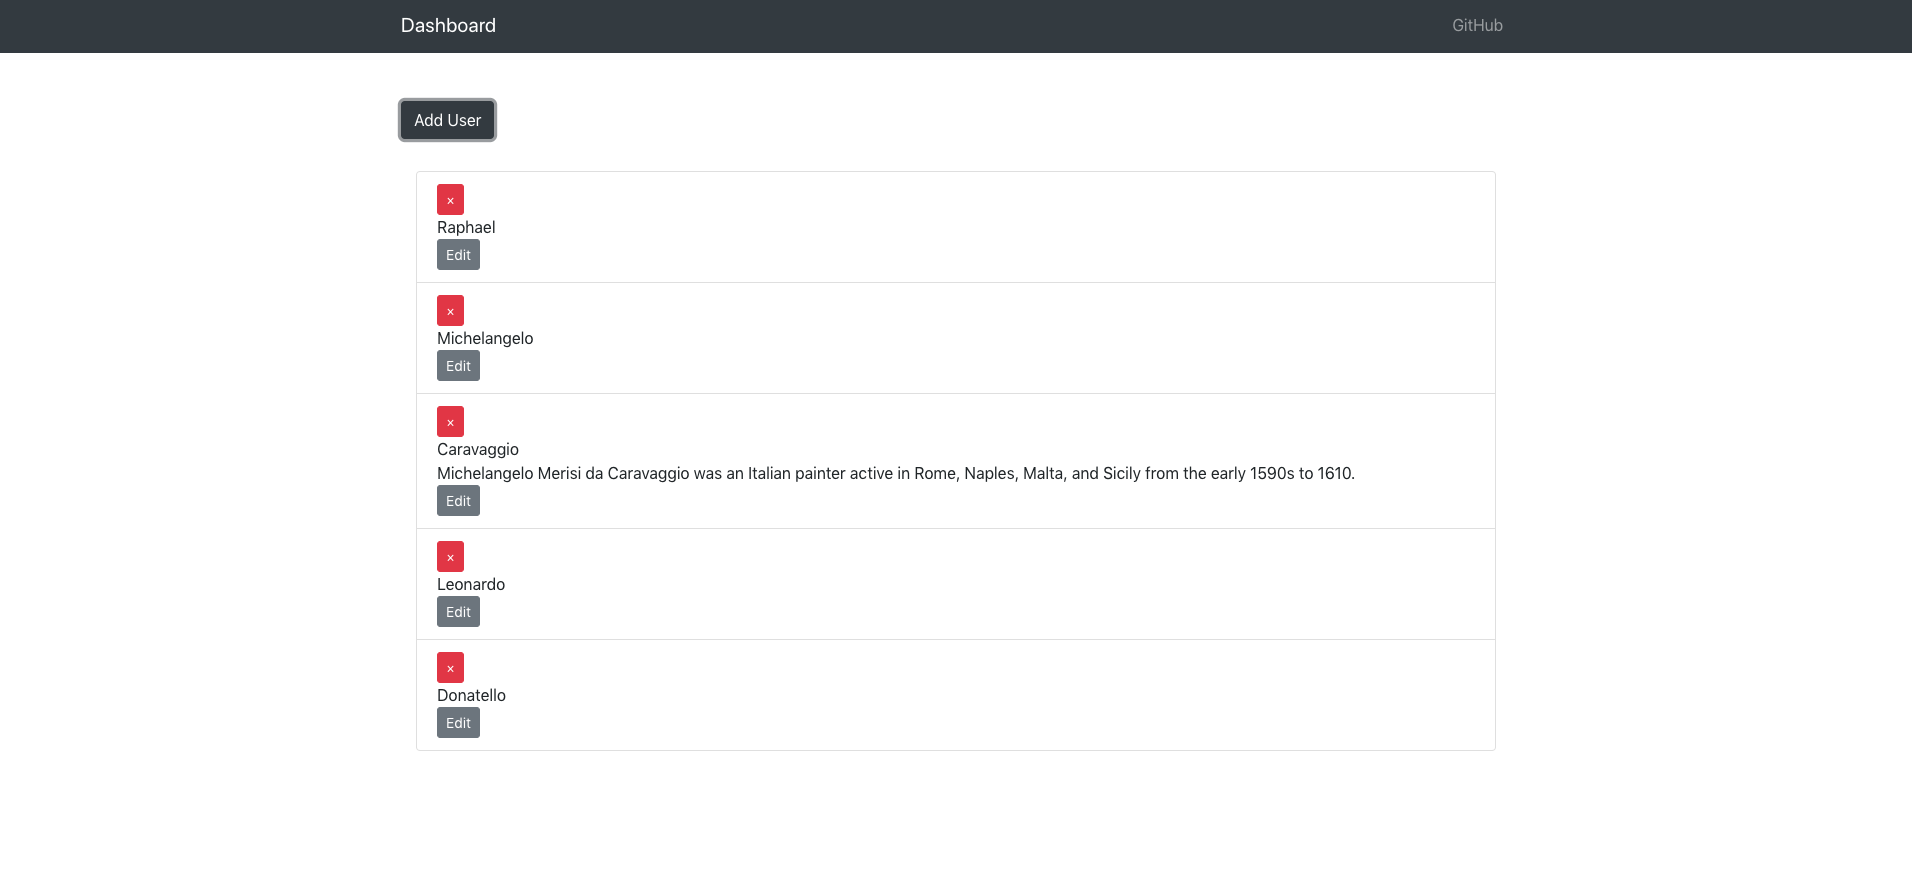 Dashboard
GitHub
Add User
×
Raphael
Edit
×
Michelangelo
Edit
×
Caravaggio
Michelangelo Merisi da Caravaggio was an Italian painter active in Rome, Naples, Malta, and Sicily from the early 1590s to 1610.
Edit
×
Leonardo
Edit
×
Donatello
Edit